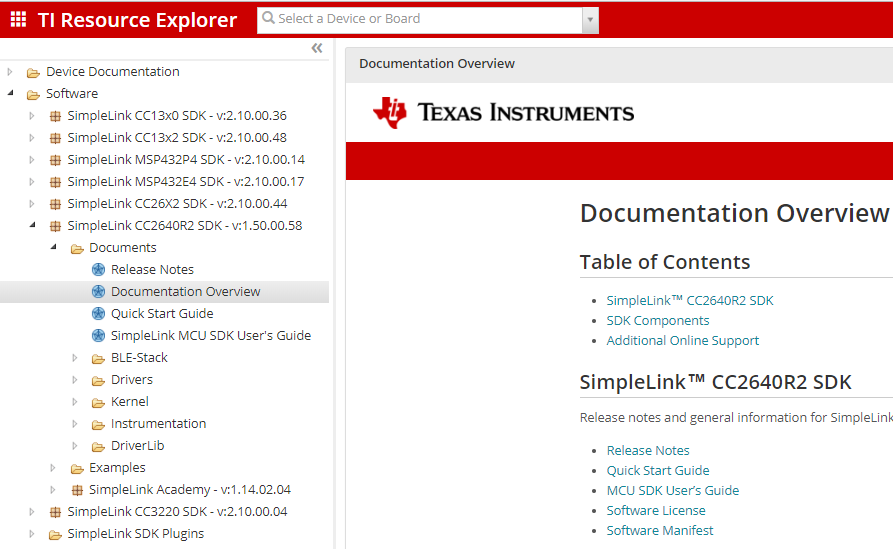 TI Resource Explorer
Select a Device or Board
Device Documentation
Software
SimpleLink CC13x0 SDK - v:2.10.00.36
SimpleLink CC13x2 SDK - v:2.10.00.48
SimpleLink MSP432P4 SDK - v:2.10.00.14
SimpleLink MSP432E4 SDK - v:2.10.00.17
SimpleLink CC26X2 SDK - v:2.10.00.44
SimpleLink CC2640R2 SDK - v:1.50.00.58
Documents
Release Notes
Documentation Overview
Quick Start Guide
SimpleLink MCU SDK User's Guide
BLE-Stack
Drivers
Kernel
Instrumentation
DriverLib
Examples
SimpleLink Academy - v:1.14.02.04
SimpleLink CC3220 SDK - v:2.10.00.04
SimpleLink SDK Plugins
Documentation Overview
TEXAS INSTRUMENTS
Documentation Overview
Table of Contents
SimpleLink™ CC2640R2 SDK
SDK Components
Additional Online Support
SimpleLink™ CC2640R2 SDK
Release notes and general information for SimpleLink
Release Notes
Quick Start Guide
MCU SDK User's Guide
Software License
Software Manifest